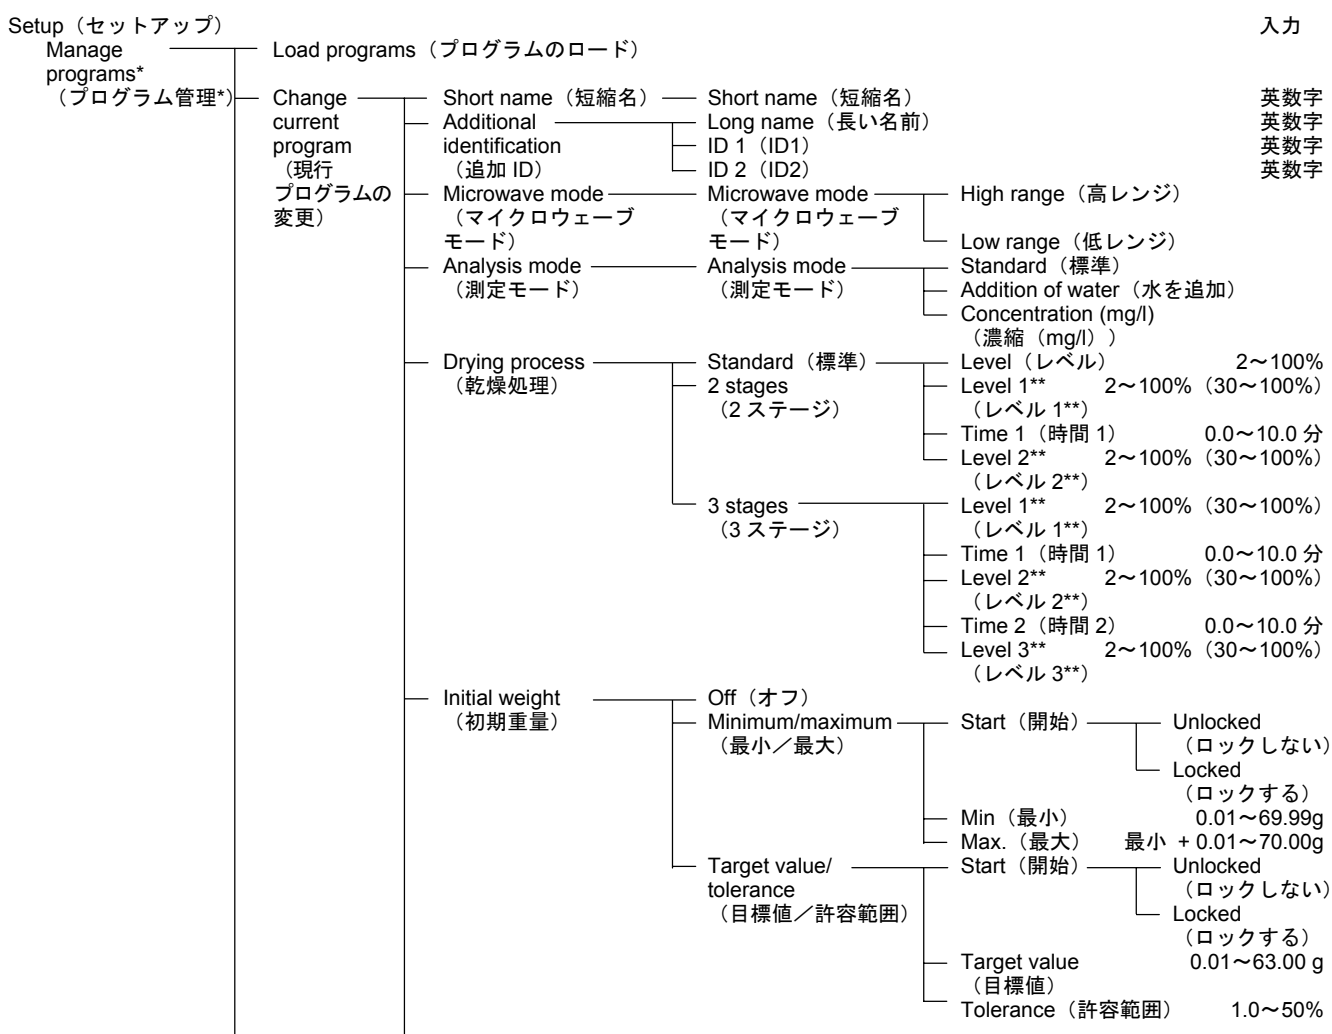 Setup（セットアップ） 入力
Manage Load programs（プログラムのロード）
programs*
（プログラム管理*） Change Short name（短縮名） Short name（短縮名） 英数字
current Additional Long name（長い名前） 英数字
program identification ID 1（ID1） 英数字
（現行 （追加 ID） ID 2（ID2） 英数字
プログラムの Microwave mode Microwave mode High range（高レンジ）
変更） （マイクロウェーブ （マイクロウェーブ
モード） モード） Low range（低レンジ）
Analysis mode Analysis mode Standard（標準）
（測定モード） （測定モード） Addition of water（水を追加）
Concentration (mg/l)
（濃縮（mg/l））
Drying process Standard（標準） Level（レベル） 2～100%
（乾燥処理） 2 stages Level 1** 2～100%（30～100%）
（2 ステージ） （レベル 1**）
Time 1（時間 1） 0.0～10.0 分
Level 2** 2～100%（30～100%）
（レベル 2**）
3 stages Level 1** 2～100%（30～100%）
（3 ステージ） （レベル 1**）
Time 1（時間 1） 0.0～10.0 分
Level 2** 2～100%（30～100%）
（レベル 2**）
Time 2（時間 2） 0.0～10.0 分
Level 3** 2～100%（30～100%）
（レベル 3**）
Initial weight Off（オフ）
（初期重量） Minimum/maximum Start（開始） Unlocked
（最小／最大） （ロックしない）
Locked
（ロックする）
Min（最小） 0.01～69.99g
Max.（最大） 最小 + 0.01～70.00g
Target value/ Start（開始） Unlocked
tolerance （ロックしない）
（目標値／許容範囲） Locked
（ロックする）
Target value 0.01～63.00 g
（目標値）
Tolerance（許容範囲） 1.0～50%